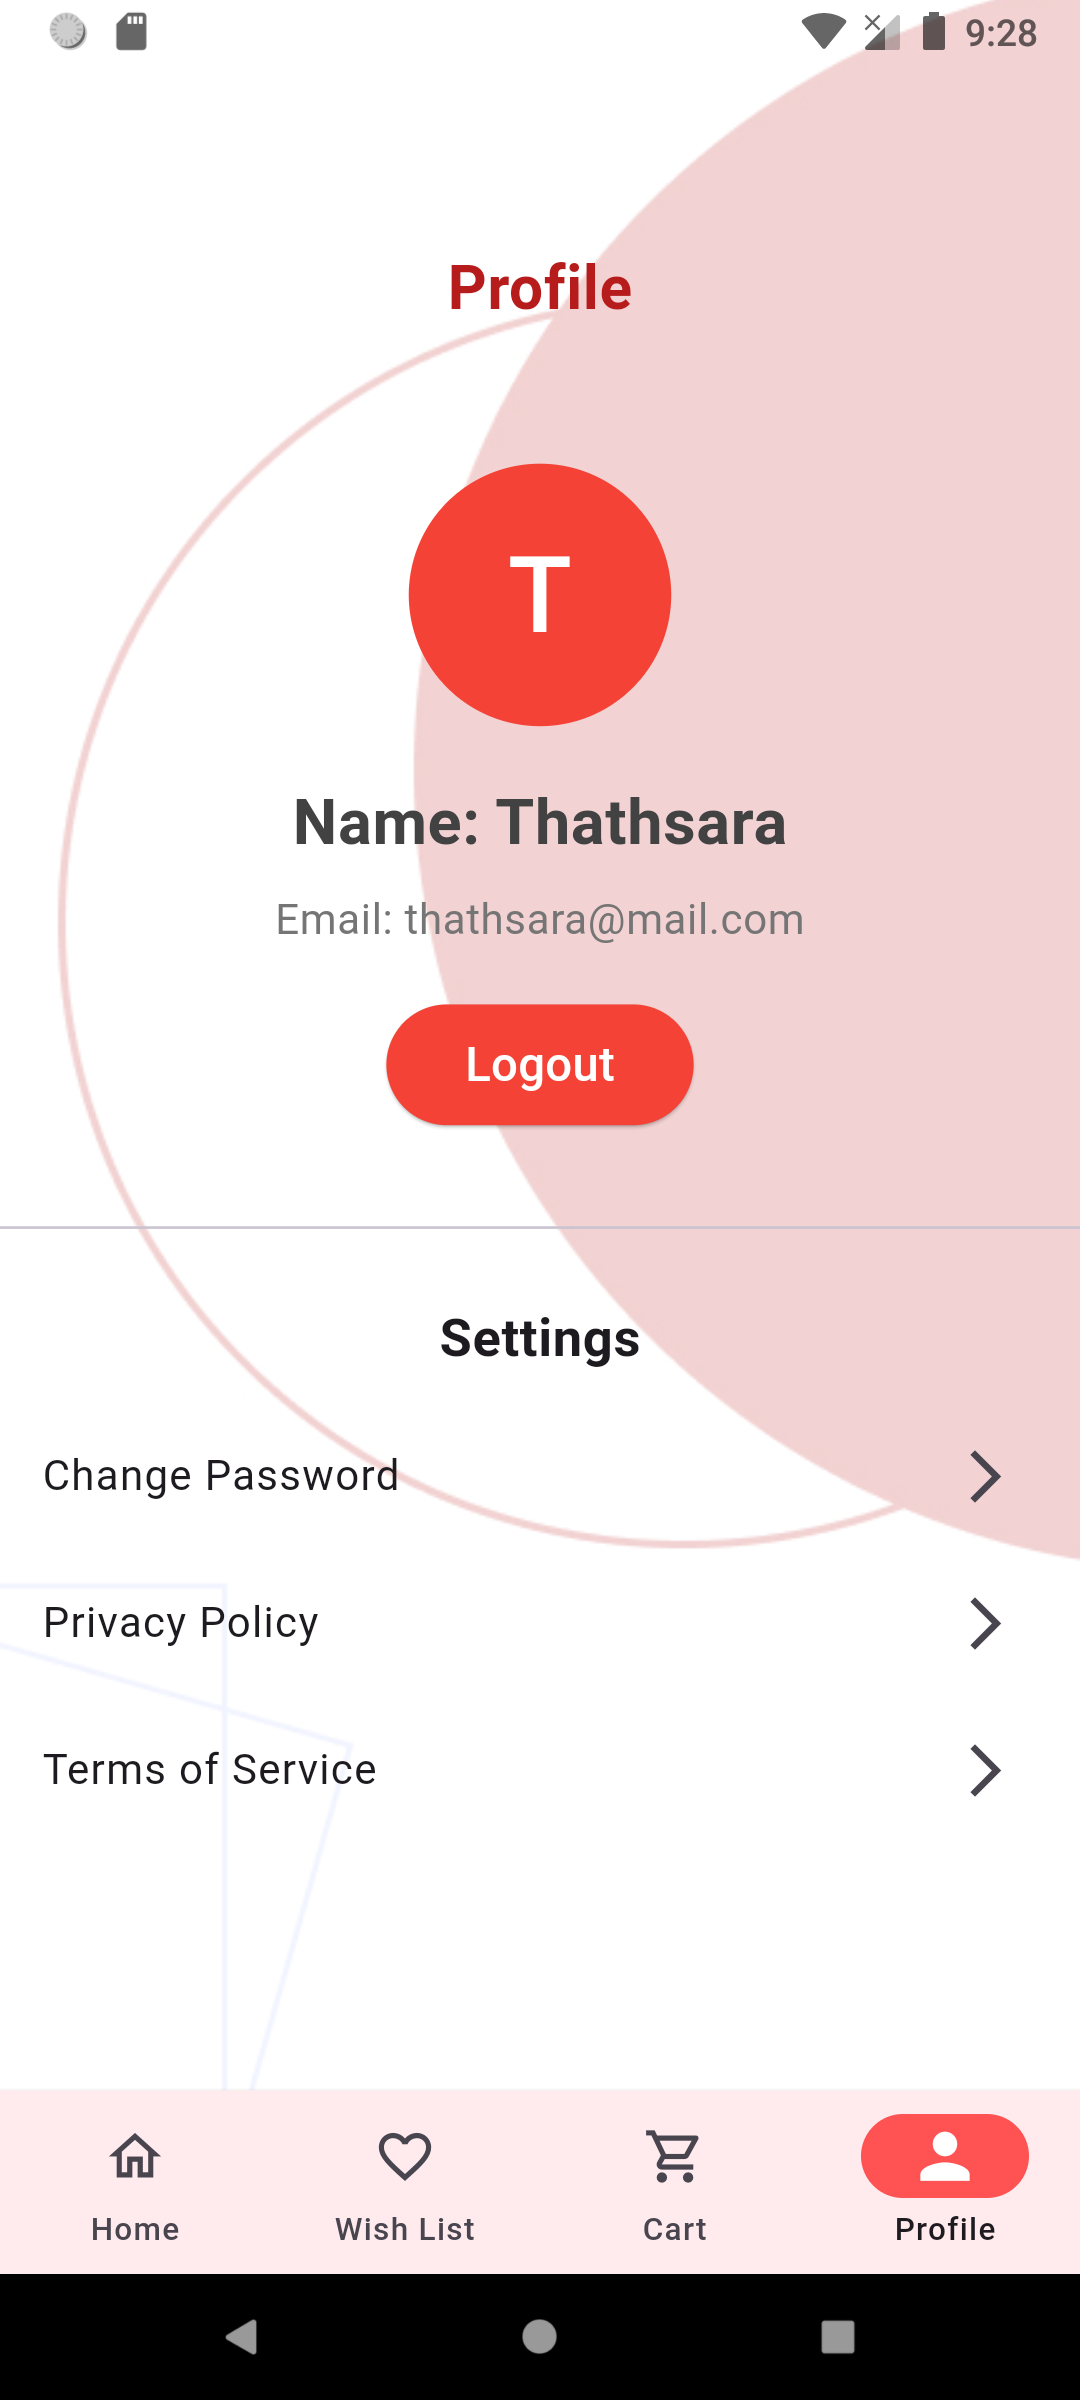 9:28
Profile
T
Name: Thathsara
Email: thathsara@mail.com
Logout
Settings
Change Password
Privacy Policy
Terms of Service
Home
Wish List
Cart
Profile